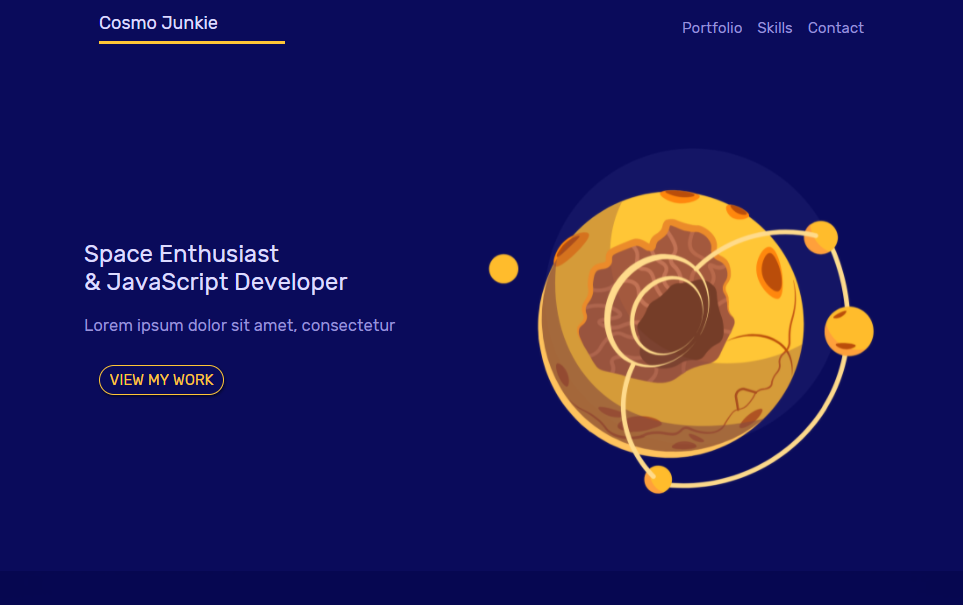 Cosmo Junkie
Portfolio Skills Contact
Space Enthusiast
& JavaScript Developer
Lorem ipsum dolor sit amet, consectetur
VIEW MY WORK